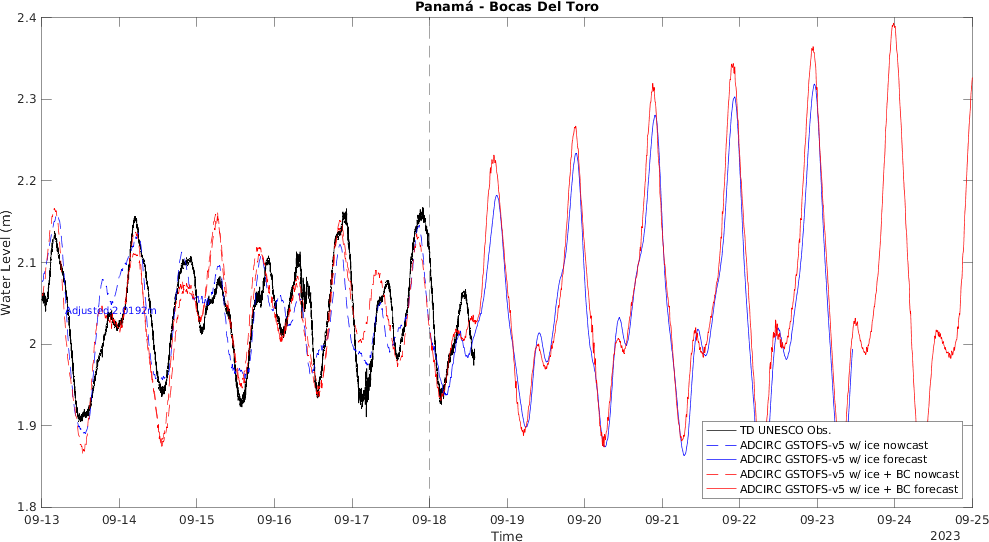 Panamá - Bocas Del Toro
Water Level (m)
2.4
2.3
2.2
2.1
2
1.9
1.8
Adjusted 2.0192m
TD UNESCO Obs.
ADCIRC GSTOFS-v5 w/ ice nowcast
ADCIRC GSTOFS-v5 w/ ice forecast
ADCIRC GSTOFS-v5 w/ ice + BC nowcast
ADCIRC GSTOFS-v5 w/ ice + BC forecast
09-13 09-14 09-15 09-16 09-17 09-18 09-19 09-20 09-21 09-22 09-23 09-24 09-25
Time
2023